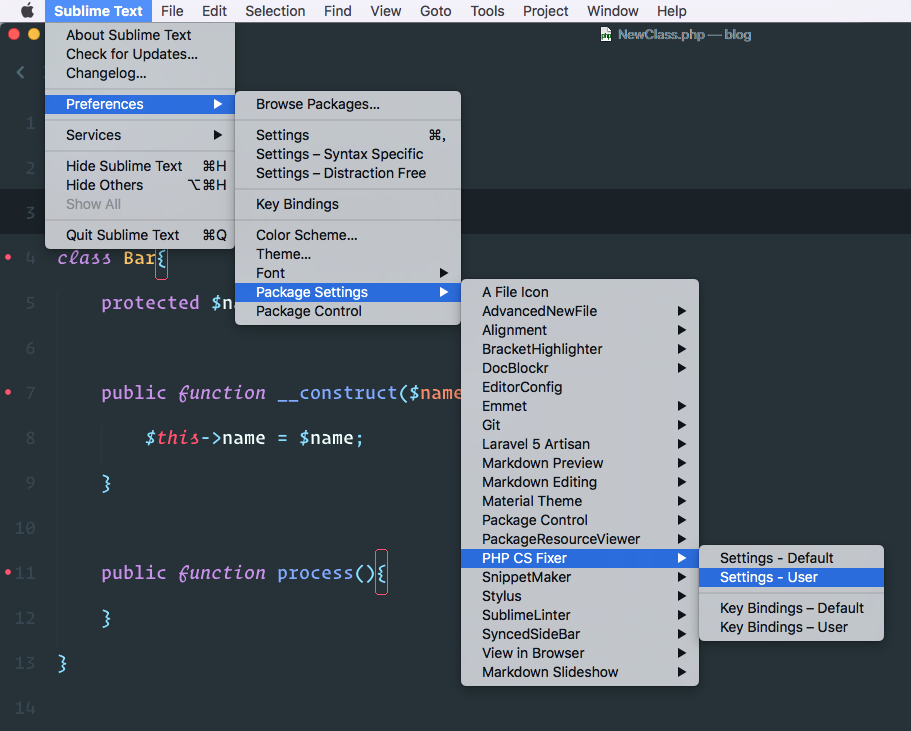 Sublime Text File Edit Selection Find View Goto Tools Project Window Help
php NewClass.php — blog
About Sublime Text
Check for Updates...
Changelog...
Preferences
Services
Hide Sublime Text ⌘H
Hide Others ⌥⌘H
Show All
Quit Sublime Text ⌘Q
Browse Packages...
Settings ⌘,
Settings – Syntax Specific
Settings – Distraction Free
Key Bindings
Color Scheme...
Theme...
Font
Package Settings
Package Control
A File Icon
AdvancedNewFile
Alignment
BracketHighlighter
DocBlockr
EditorConfig
Emmet
Git
Laravel 5 Artisan
Markdown Preview
Markdown Editing
Material Theme
Package Control
PackageResourceViewer
PHP CS Fixer
SnippetMaker
Stylus
SublimeLinter
SyncedSideBar
View in Browser
Markdown Slideshow
Settings - Default
Settings - User
Key Bindings – Default
Key Bindings – User
1
2
3
4 class Bar{
5 protected $n
6
7 public function __construct($name
8 $this->name = $name;
9 }
10
11 public function process(){
12 }
13 }
14